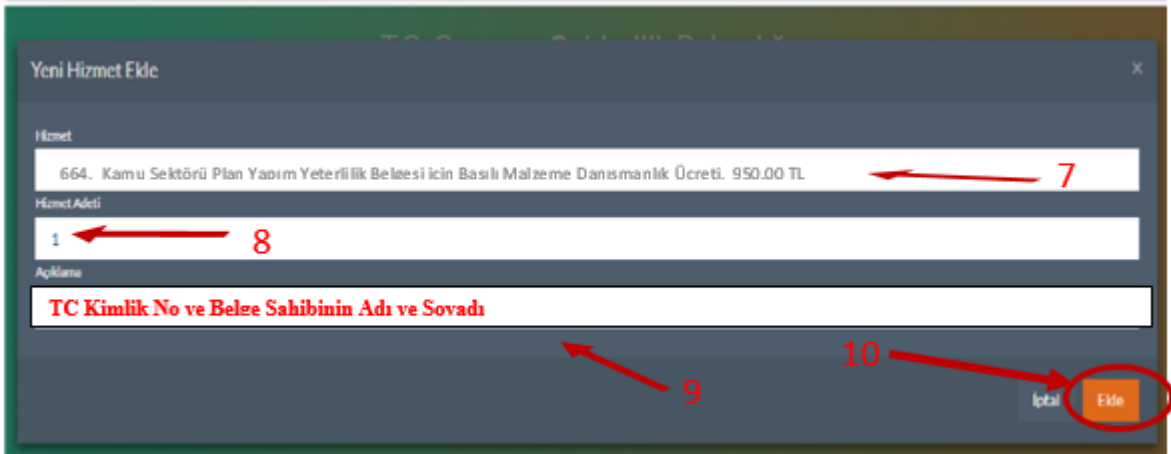 Yeni Hizmet Ekle
x
Hizmet
664. Kamu Sektörü Plan Yapım Yeterlilik Belgesi için Basılı Malzeme Danışmanlık Ücreti. 950.00 TL
7
Hizmet Adeti
1
8
Açıklama
TC Kimlik No ve Belge Sahibinin Adı ve Soyadı
9
10
İptal
Ekle